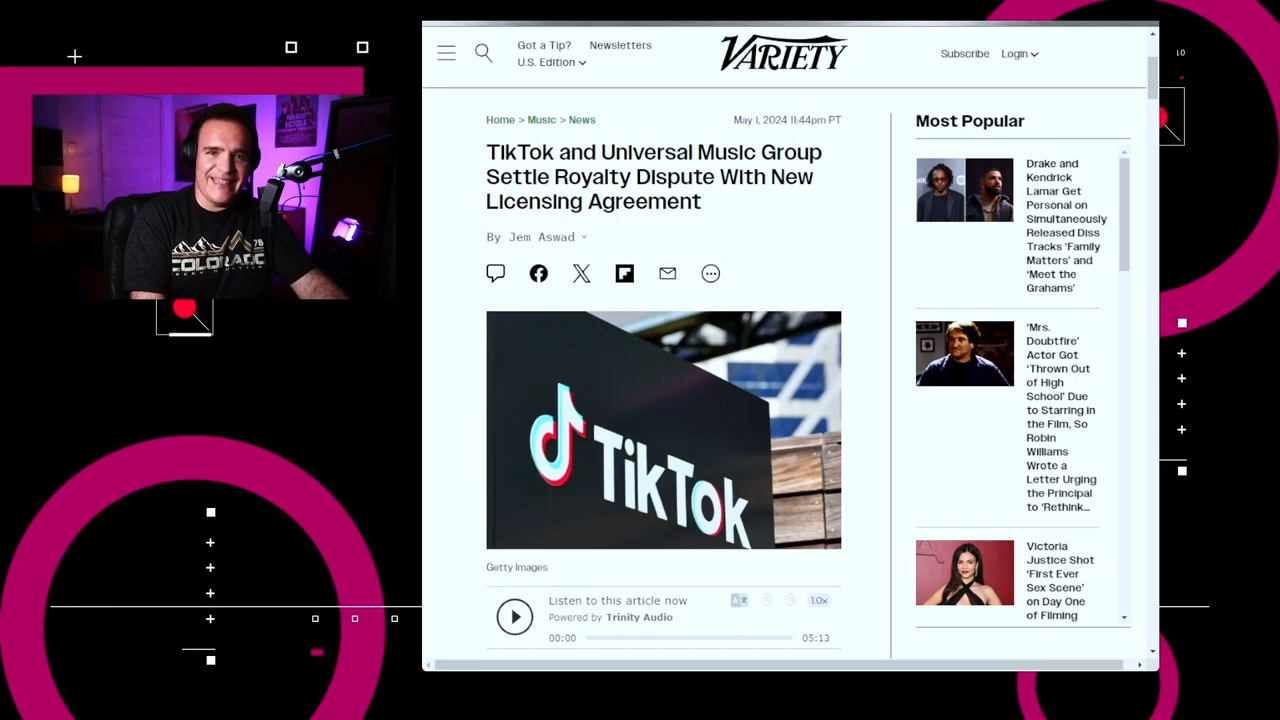 Got a Tip? Newsletters
U.S. Edition
VARIETY
Subscribe Login
Home > Music > News
May 1, 2024 11:44pm PT
TikTok and Universal Music Group
Settle Royalty Dispute With New
Licensing Agreement
By Jem Aswad
TikTok
Getty Images
Listen to this article now
1.0x
Powered by Trinity Audio
00:00
05:13
Most Popular
Drake and
Kendrick
Lamar Get
Personal on
Simultaneously
Released Diss
Tracks ‘Family
Matters’ and
‘Meet the
Grahams’
‘Mrs.
Doubtfire’
Actor Got
‘Thrown Out
of High
School’ Due
to Starring in
the Film, So
Robin
Williams
Wrote a
Letter Urging
the Principal
to ‘Rethink...
Victoria
Justice Shot
‘First Ever
Sex Scene’
on Day One
of Filming
COLORADO
76